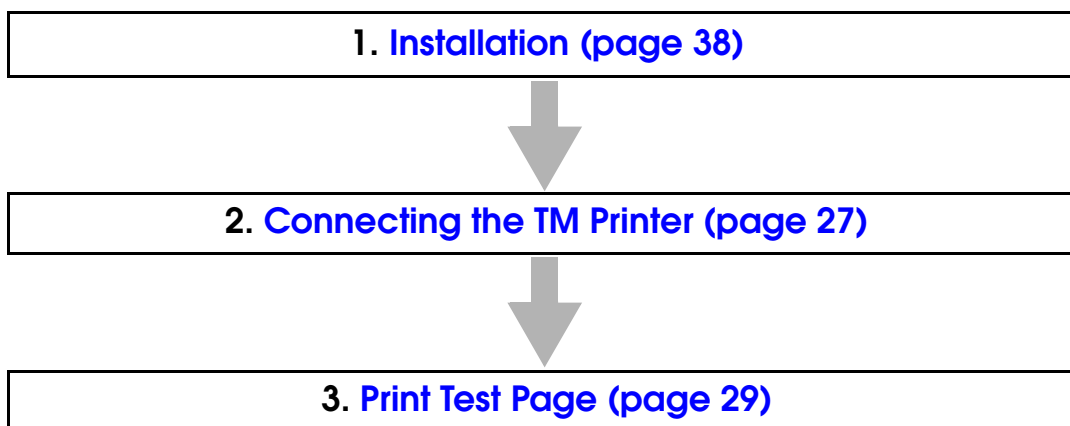 1. Installation (page 38)
2. Connecting the TM Printer (page 27)
3. Print Test Page (page 29)